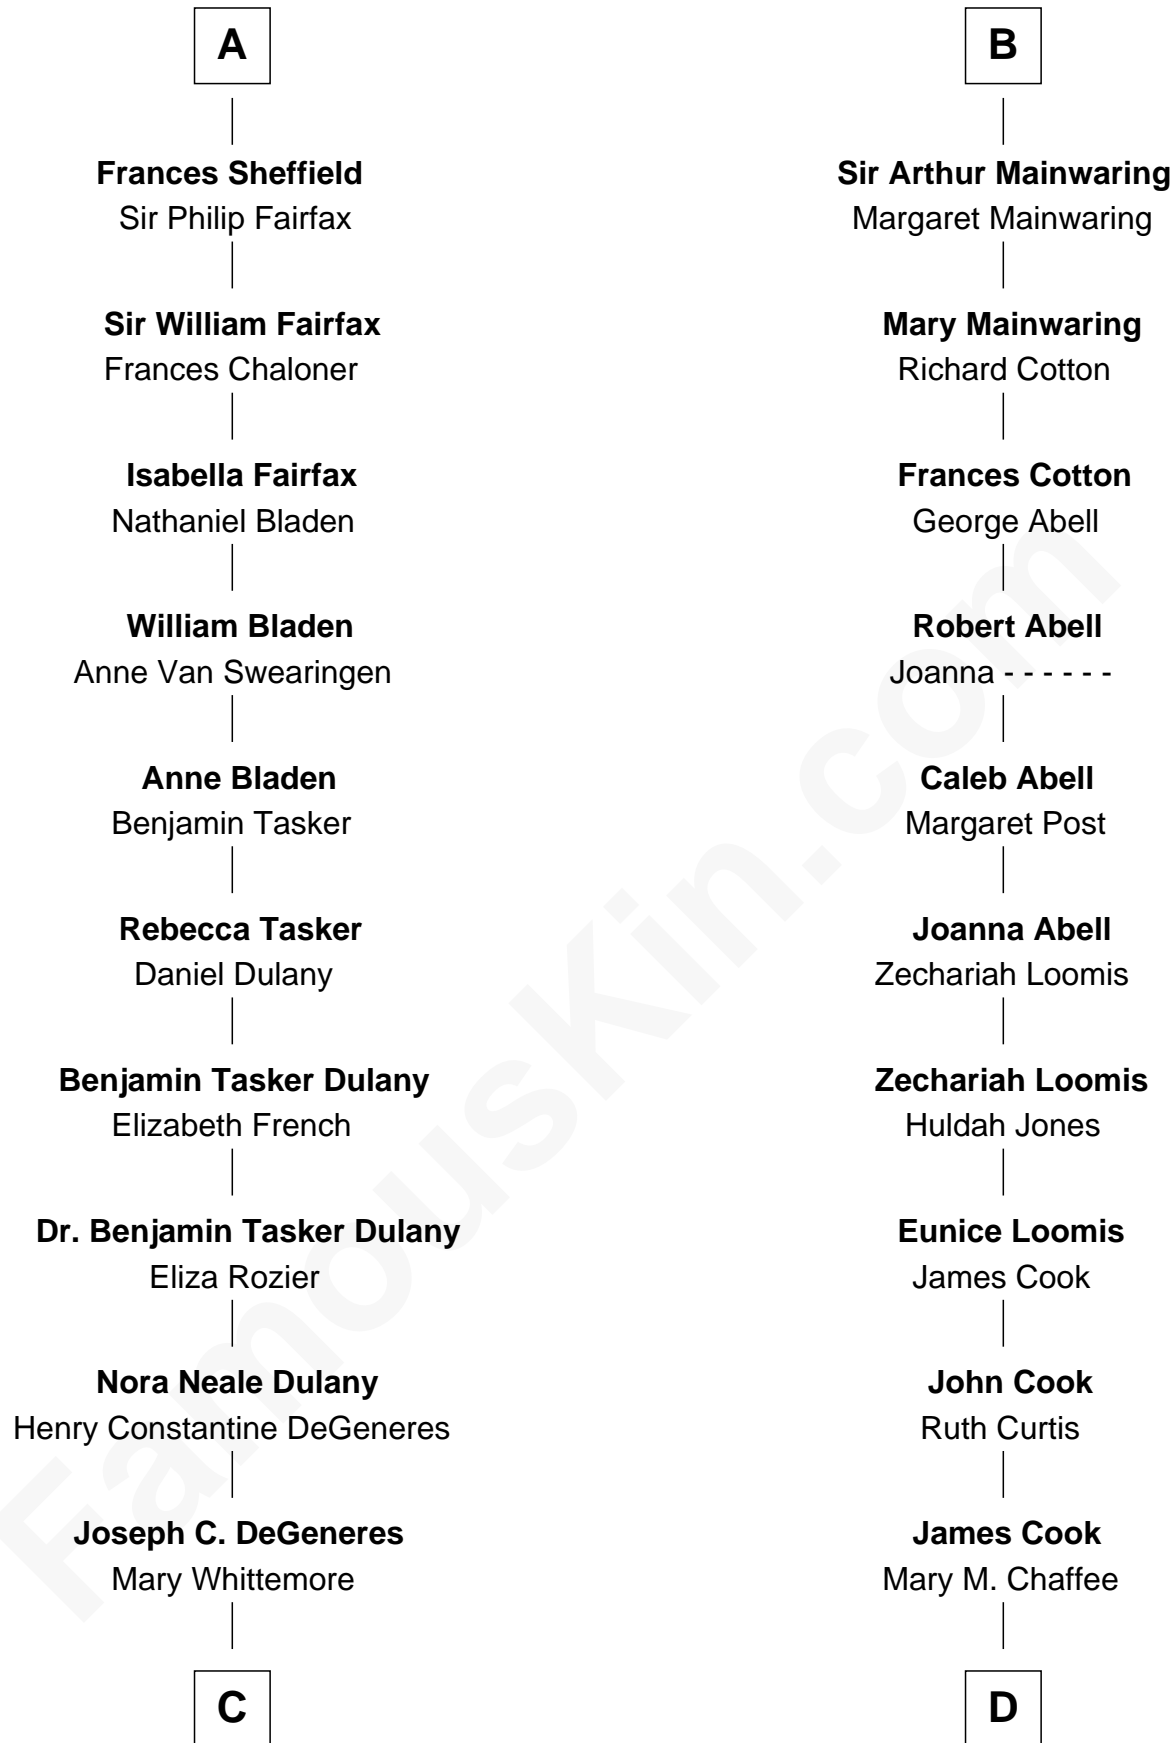 A
Frances Sheffield
Sir Philip Fairfax
Sir William Fairfax
Frances Chaloner
Isabella Fairfax
Nathaniel Bladen
William Bladen
Anne Van Swearingen
Anne Bladen
Benjamin Tasker
Rebecca Tasker
Daniel Dulany
Benjamin Tasker Dulany
Elizabeth French
Dr. Benjamin Tasker Dulany
Eliza Rozier
Nora Neale Dulany
Henry Constantine DeGeneres
Joseph C. DeGeneres
Mary Whittemore
C
B
Sir Arthur Mainwaring
Margaret Mainwaring
Mary Mainwaring
Richard Cotton
Frances Cotton
George Abell
Robert Abell
Joanna - - - - - -
Caleb Abell
Margaret Post
Joanna Abell
Zechariah Loomis
Zechariah Loomis
Huldah Jones
Eunice Loomis
James Cook
John Cook
Ruth Curtis
James Cook
Mary M. Chaffee
D
FamousKin.com